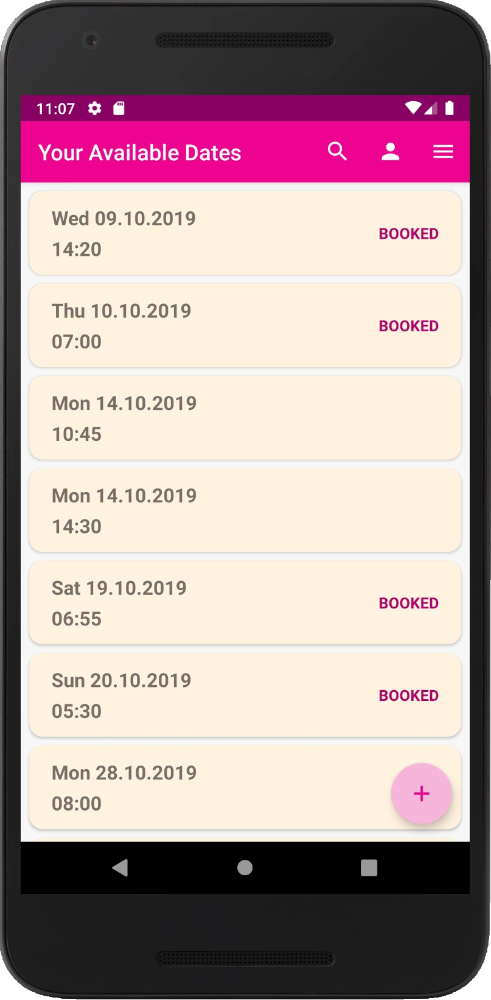 11:07
Your Available Dates
Wed 09.10.2019
14:20
BOOKED
Thu 10.10.2019
07:00
BOOKED
Mon 14.10.2019
10:45
Mon 14.10.2019
14:30
Sat 19.10.2019
06:55
BOOKED
Sun 20.10.2019
05:30
BOOKED
Mon 28.10.2019
08:00
+